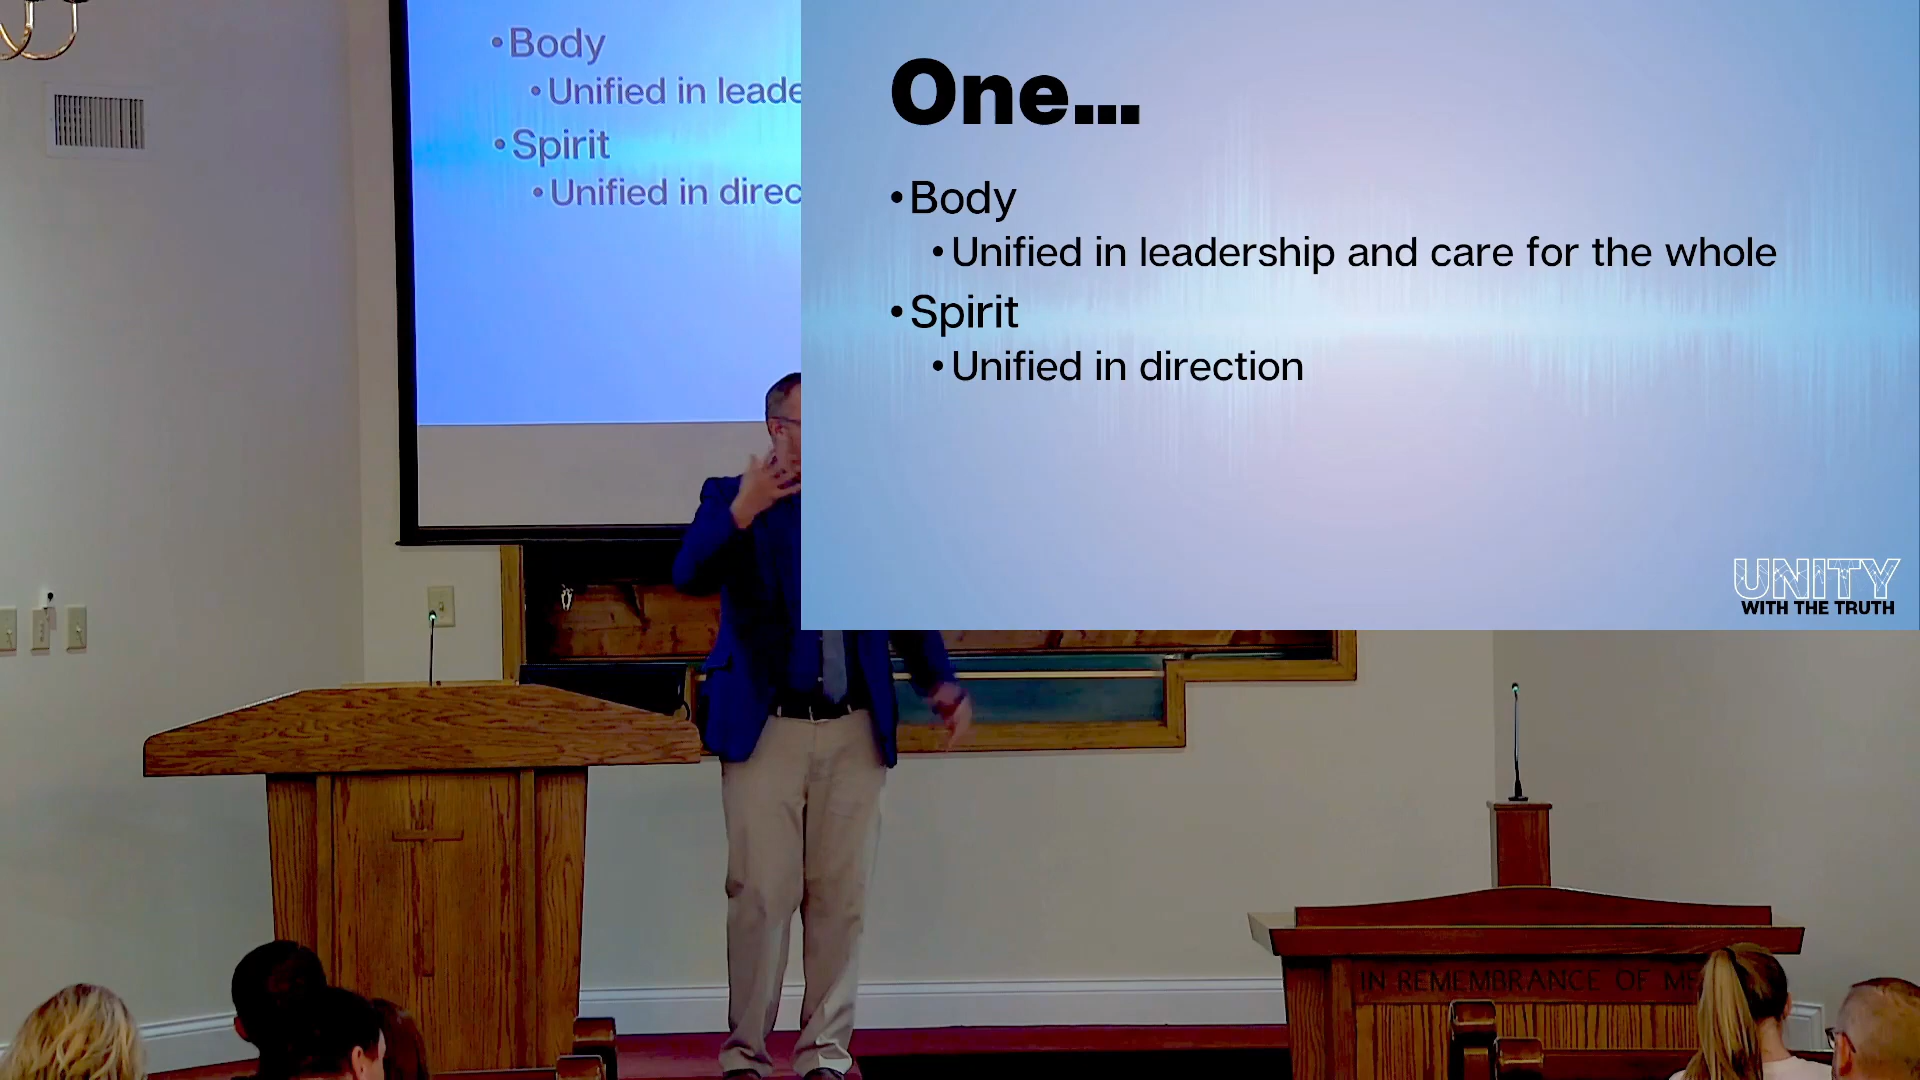 • Body
• Unified in leade
• Spirit
• Unified in direc
One...
• Body
• Unified in leadership and care for the whole
• Spirit
• Unified in direction
UNITY
WITH THE TRUTH
IN REMEMBRANCE OF ME